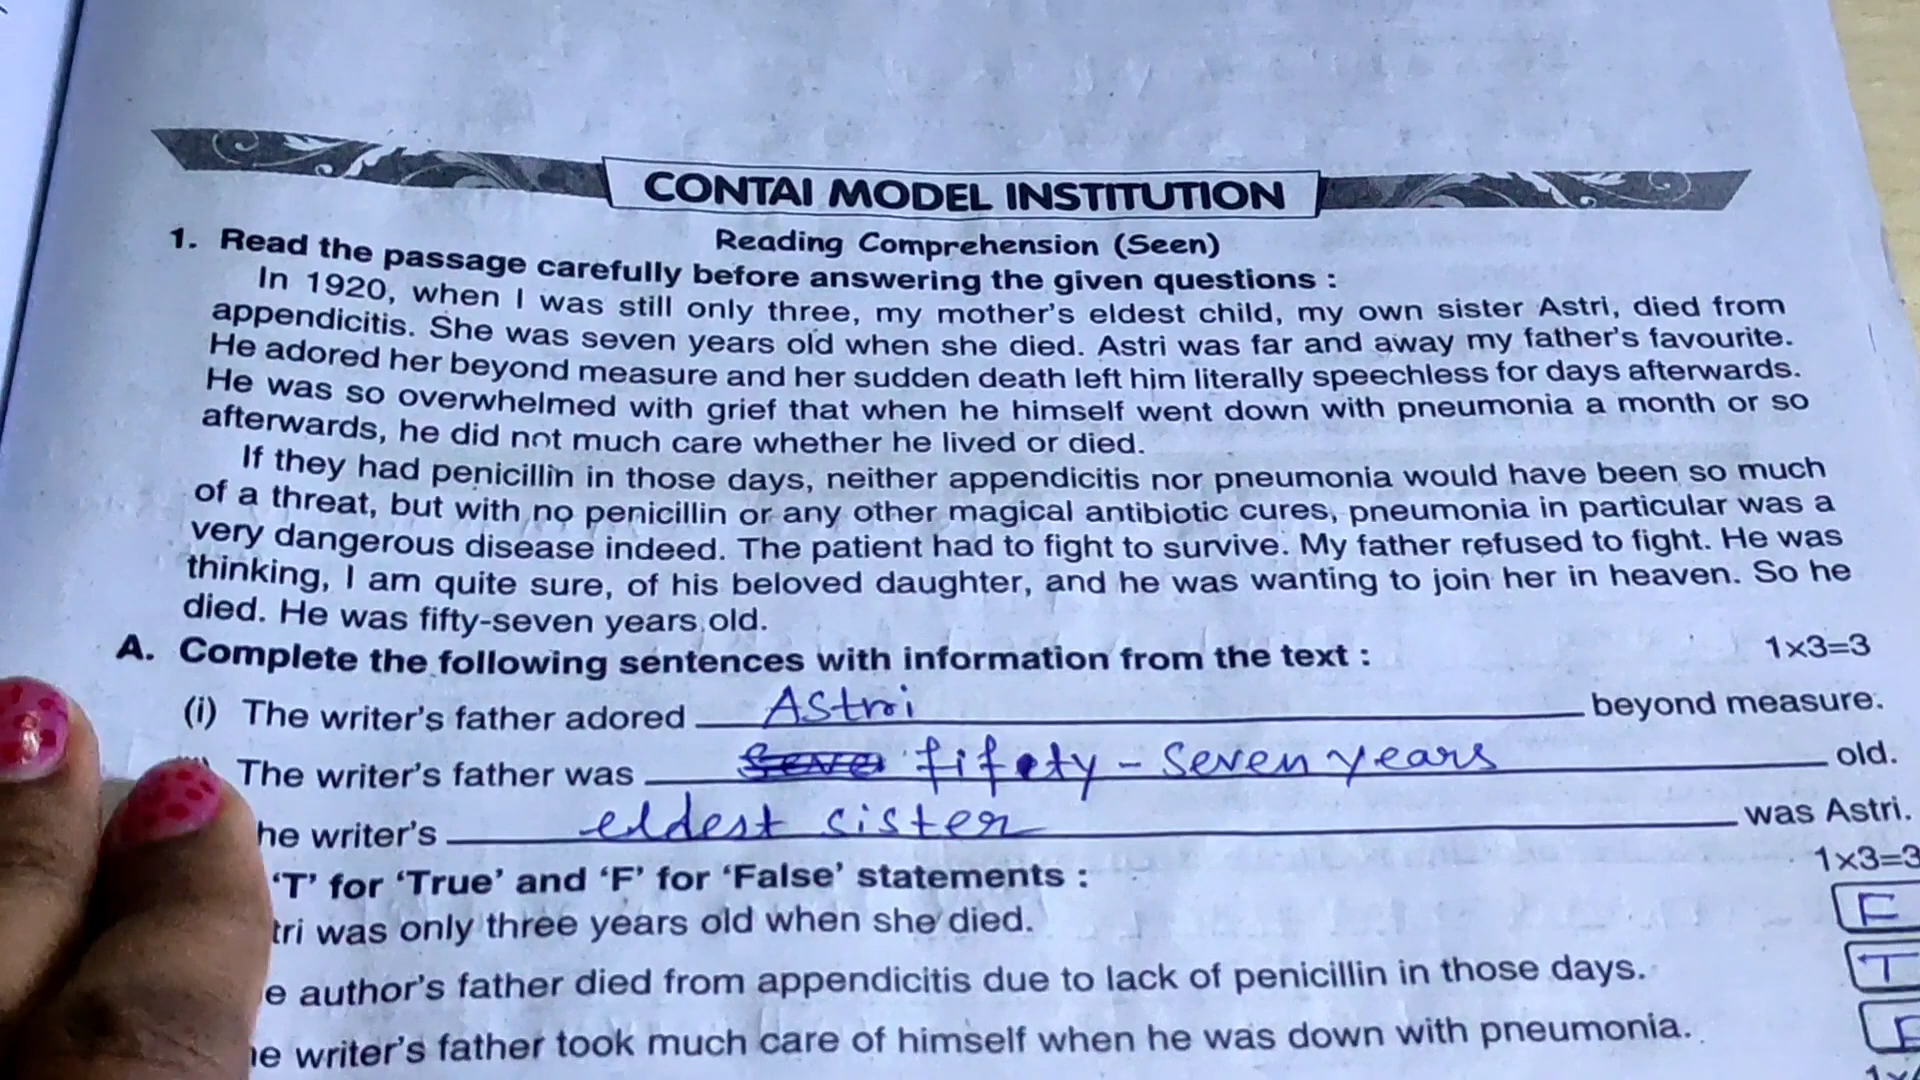 CONTAI MODEL INSTITUTION
Reading Comprehension (Seen)
1. Read the passage carefully before answering the given questions :
In 1920, when I was still only three, my mother's eldest child, my own sister Astri, died from
appendicitis. She was seven years old when she died. Astri was far and away my father's favourite.
He adored her beyond measure and her sudden death left him literally speechless for days afterwards.
He was so overwhelmed with grief that when he himself went down with pneumonia a month or so
afterwards, he did not much care whether he lived or died.
If they had penicillin in those days, neither appendicitis nor pneumonia would have been so much
of a threat, but with no penicillin or any other magical antibiotic cures, pneumonia in particular was a
very dangerous disease indeed. The patient had to fight to survive. My father refused to fight. He was
thinking, I am quite sure, of his beloved daughter, and he was wanting to join her in heaven. So he
died. He was fifty-seven years old.
A. Complete the following sentences with information from the text : 1×3=3
(i) The writer's father adored Astri beyond measure.
The writer's father was fifety-seven years old.
he writer's eldest sister was Astri.
'T' for 'True' and 'F' for 'False' statements : 1×3=3
tri was only three years old when she died. F
e author's father died from appendicitis due to lack of penicillin in those days. T
e writer's father took much care of himself when he was down with pneumonia. F